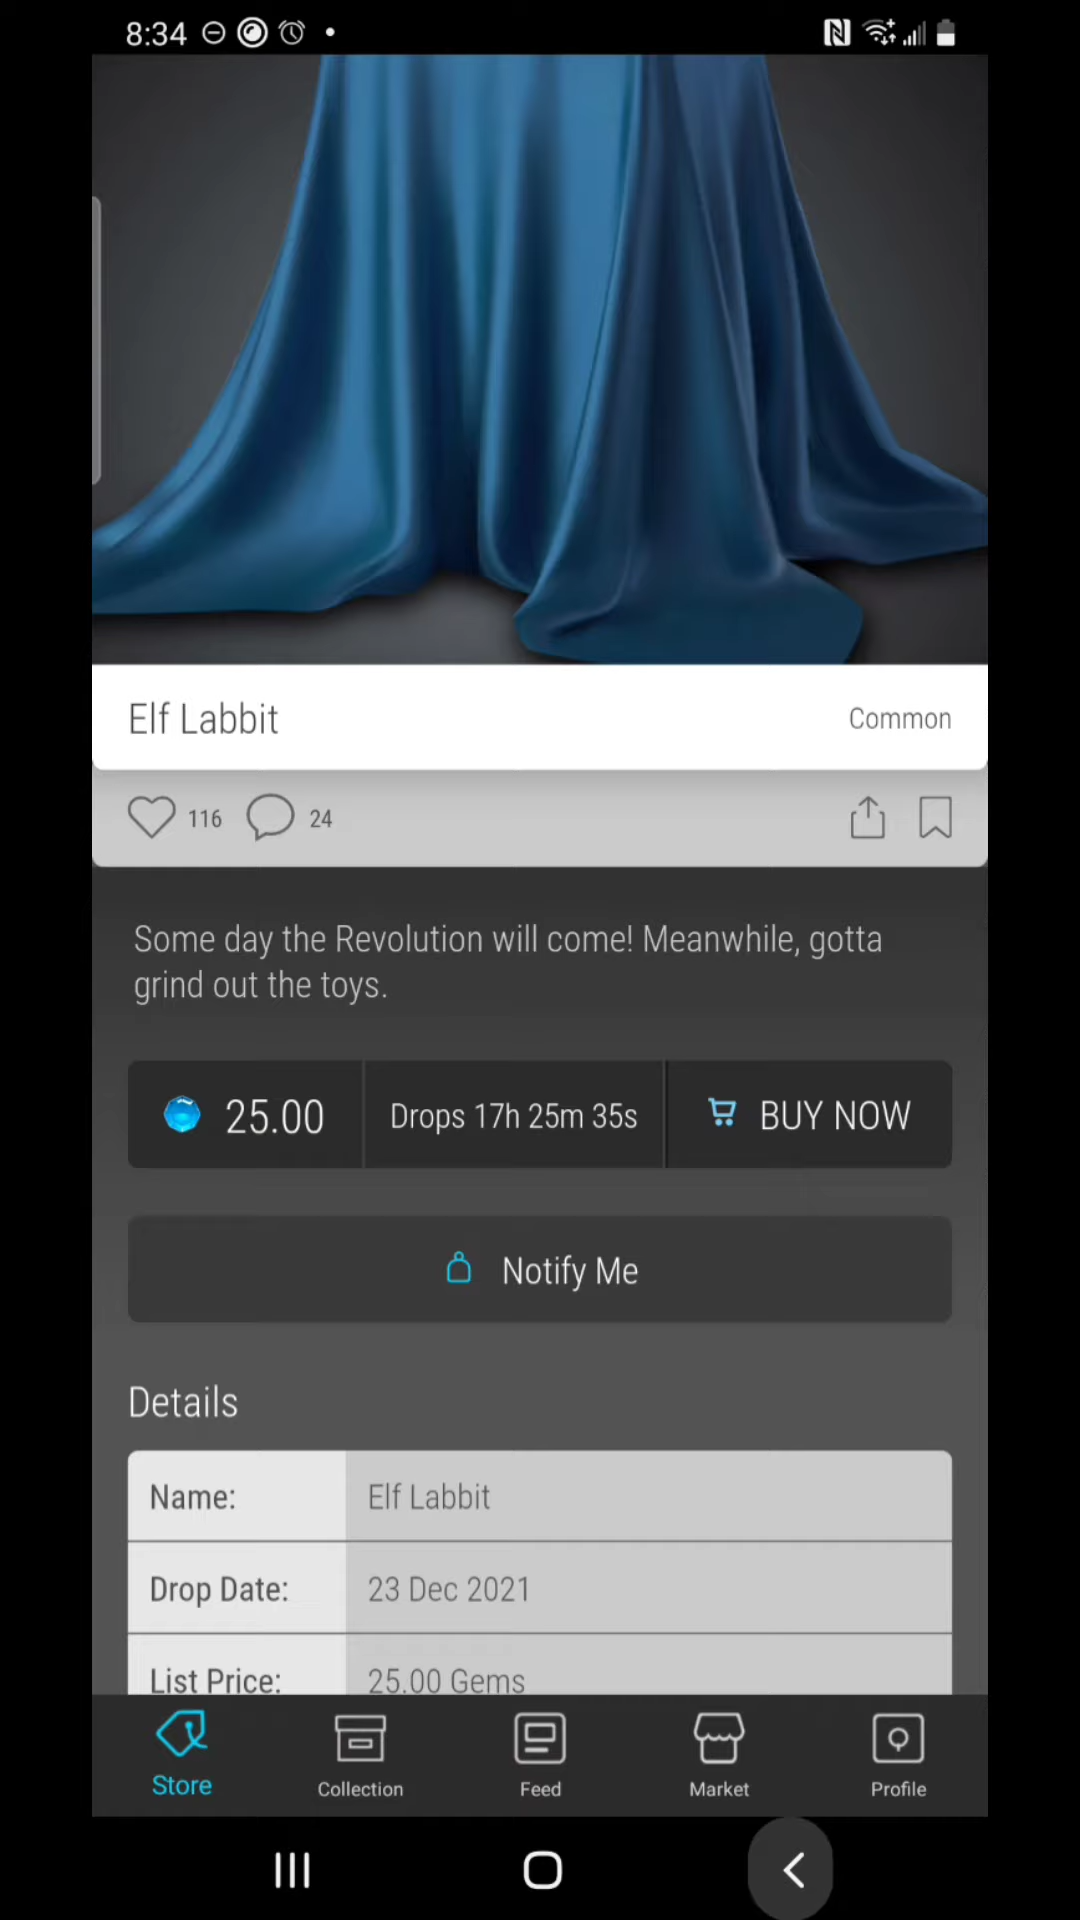 8:34
Elf Labbit
Common
116
24
Some day the Revolution will come! Meanwhile, gotta
grind out the toys.
25.00
Drops 17h 25m 35s
BUY NOW
Notify Me
Details
Name:
Elf Labbit
Drop Date:
23 Dec 2021
List Price:
25.00 Gems
Store
Collection
Feed
Market
Profile